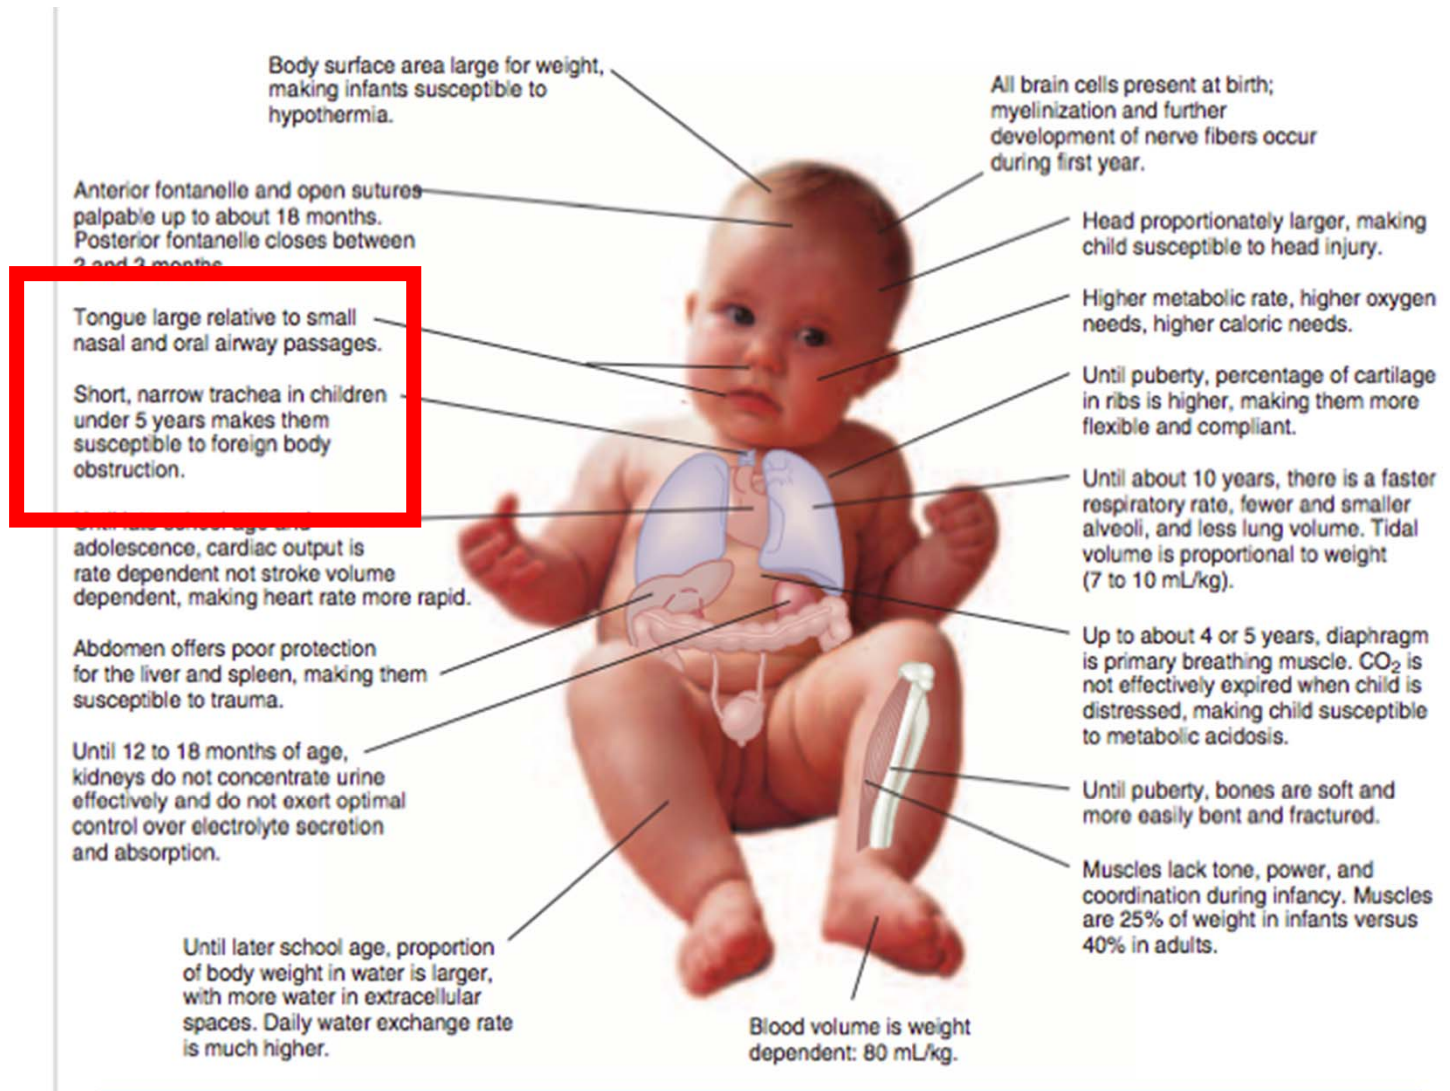 Body surface area large for weight,
making infants susceptible to
hypothermia.
Anterior fontanelle and open sutures
palpable up to about 18 months.
Posterior fontanelle closes between
2 and 3 months.
Tongue large relative to small
nasal and oral airway passages.
Short, narrow trachea in children
under 5 years makes them
susceptible to foreign body
obstruction.
Until late school age and
adolescence, cardiac output is
rate dependent not stroke volume
dependent, making heart rate more rapid.
Abdomen offers poor protection
for the liver and spleen, making them
susceptible to trauma.
Until 12 to 18 months of age,
kidneys do not concentrate urine
effectively and do not exert optimal
control over electrolyte secretion
and absorption.
Until later school age, proportion
of body weight in water is larger,
with more water in extracellular
spaces. Daily water exchange rate
is much higher.
All brain cells present at birth;
myelinization and further
development of nerve fibers occur
during first year.
Head proportionately larger, making
child susceptible to head injury.
Higher metabolic rate, higher oxygen
needs, higher caloric needs.
Until puberty, percentage of cartilage
in ribs is higher, making them more
flexible and compliant.
Until about 10 years, there is a faster
respiratory rate, fewer and smaller
alveoli, and less lung volume. Tidal
volume is proportional to weight
(7 to 10 mL/kg).
Up to about 4 or 5 years, diaphragm
is primary breathing muscle. CO₂ is
not effectively expired when child is
distressed, making child susceptible
to metabolic acidosis.
Until puberty, bones are soft and
more easily bent and fractured.
Muscles lack tone, power, and
coordination during infancy. Muscles
are 25% of weight in infants versus
40% in adults.
Blood volume is weight
dependent: 80 mL/kg.